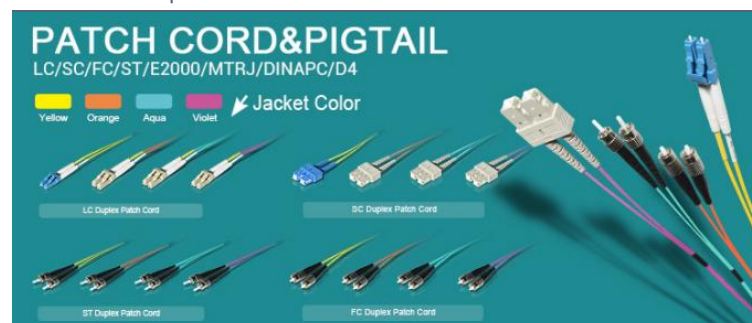 PATCH CORD&PIGTAIL
LC/SC/FC/ST/E2000/MTRJ/DINAPC/D4
Yellow Orange Aqua Violet Jacket Color
LC Duplex Patch Cord SC Duplex Patch Cord
ST Duplex Patch Cord FC Duplex Patch Cord